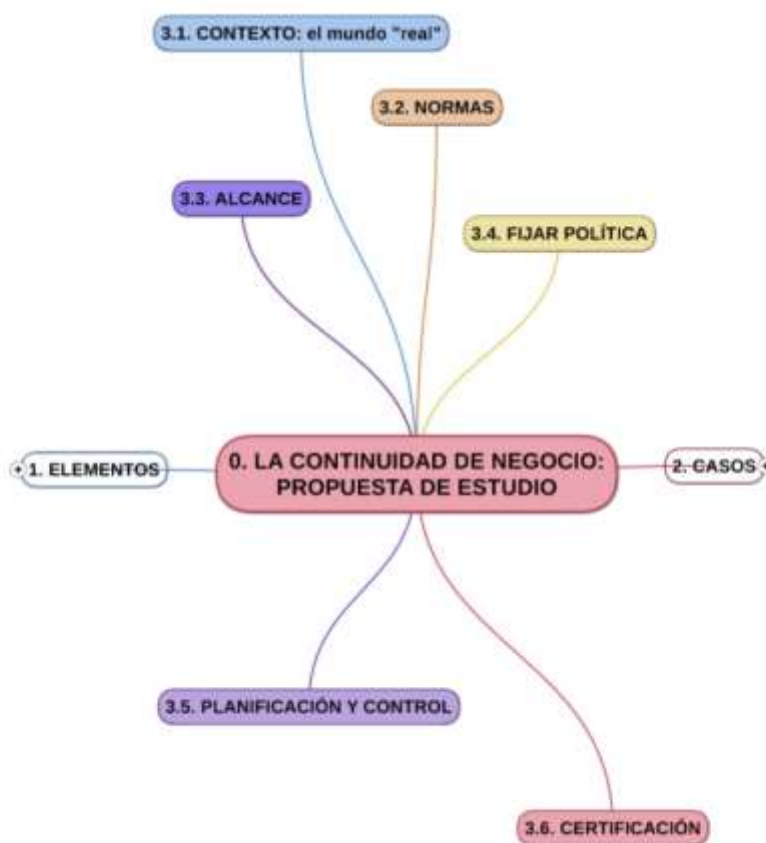 3.1. CONTEXTO: el mundo "real"
3.2. NORMAS
3.3. ALCANCE
3.4. FIJAR POLÍTICA
1. ELEMENTOS
0. LA CONTINUIDAD DE NEGOCIO:
PROPUESTA DE ESTUDIO
2. CASOS
3.5. PLANIFICACIÓN Y CONTROL
3.6. CERTIFICACIÓN